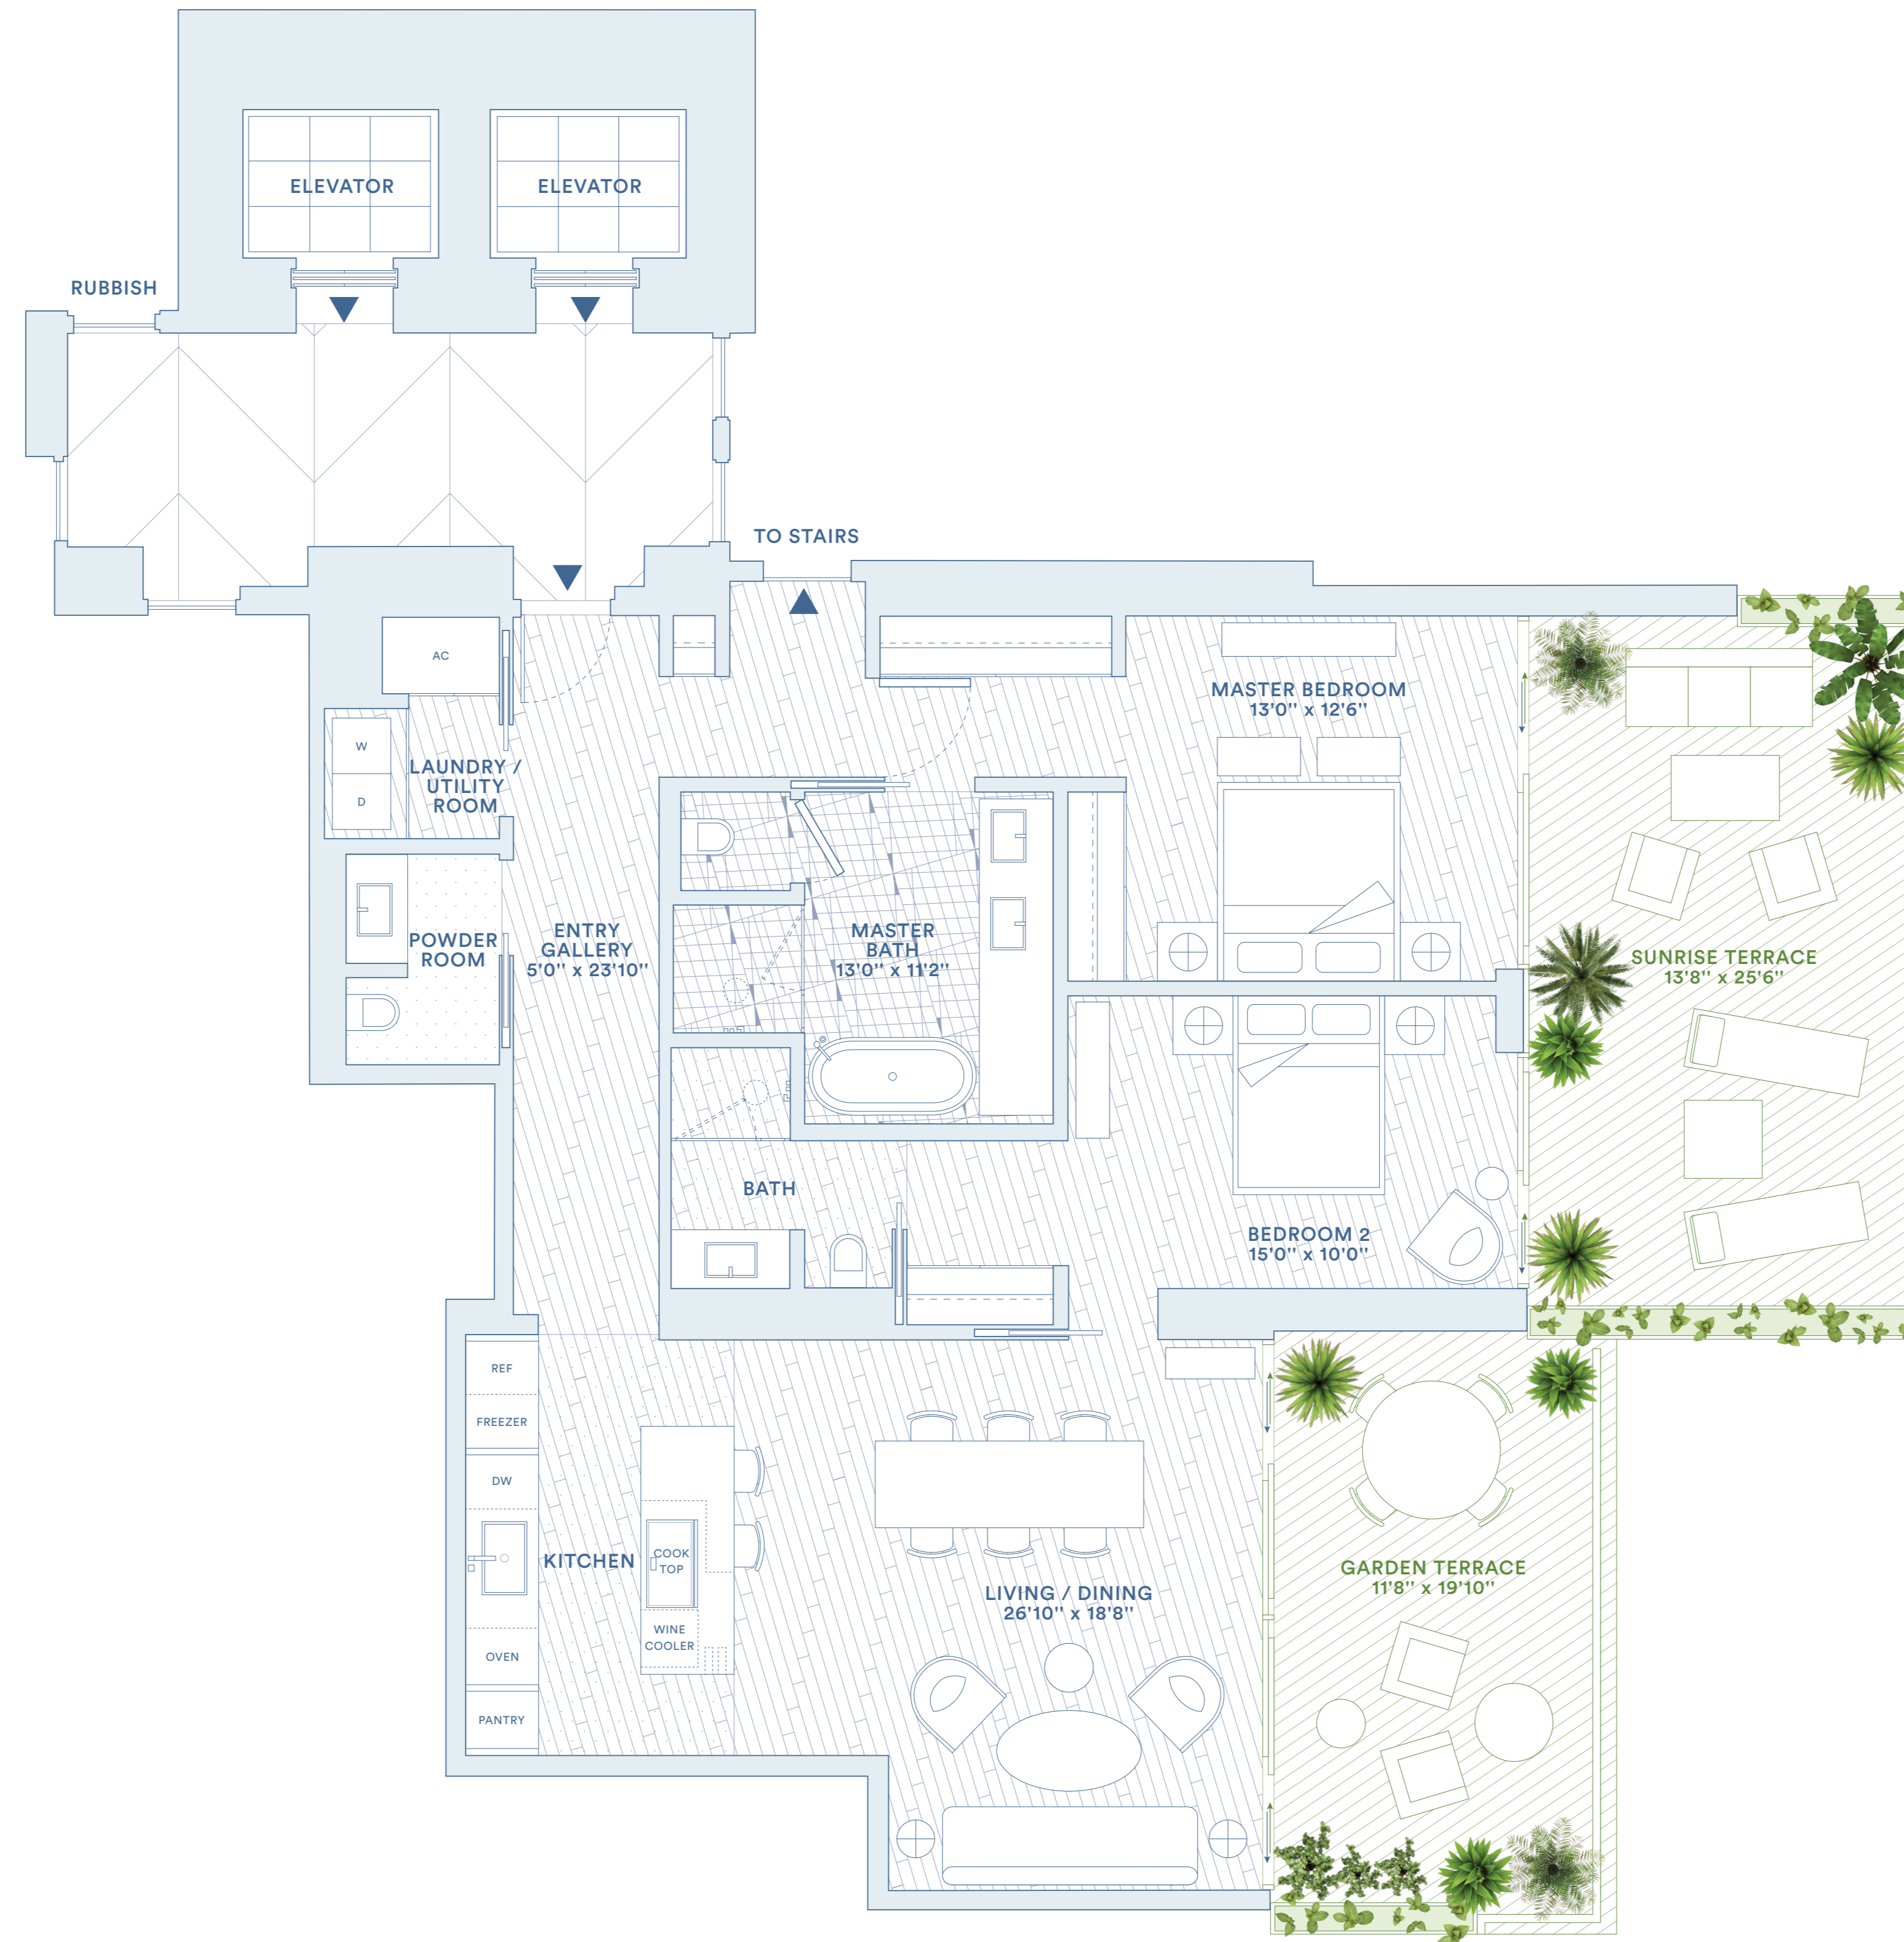 ELEVATOR
ELEVATOR
RUBBISH
TO STAIRS
AC
MASTER BEDROOM
13'0'' x 12'6''
W
D
LAUNDRY /
UTILITY
ROOM
POWDER
ROOM
ENTRY
GALLERY
5'0'' x 23'10''
MASTER
BATH
13'0'' x 11'2''
SUNRISE TERRACE
13'8'' x 25'6''
BATH
BEDROOM 2
15'0'' x 10'0''
REF
FREEZER
DW
KITCHEN
COOK
TOP
WINE
COOLER
OVEN
PANTRY
LIVING / DINING
26'10'' x 18'8''
GARDEN TERRACE
11'8'' x 19'10''